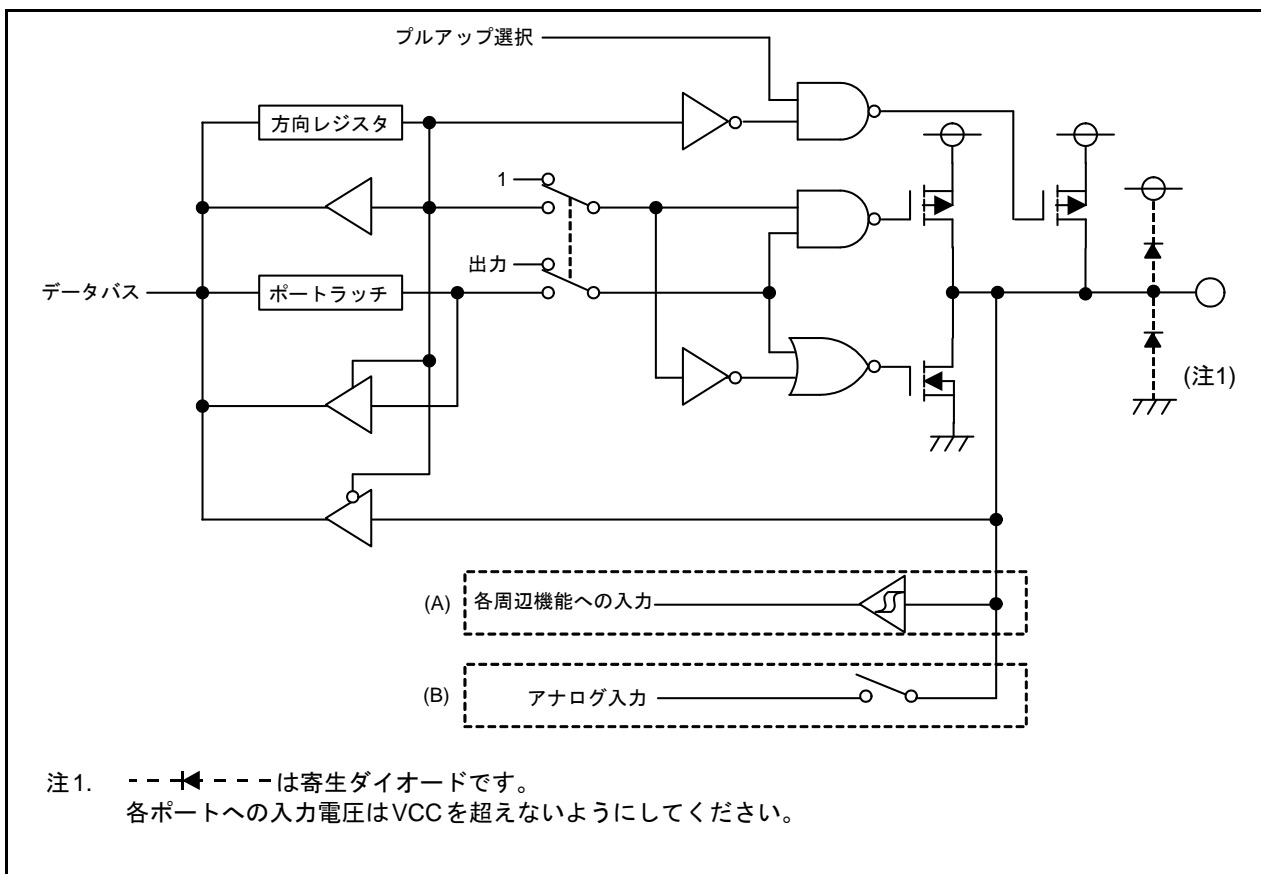 プルアップ選択
方向レジスタ
1
出力
データバス
ポートラッチ
(注1)
(A)
各周辺機能への入力
(B)
アナログ入力
注1. は寄生ダイオードです。
各ポートへの入力電圧はVCCを超えないようにしてください。